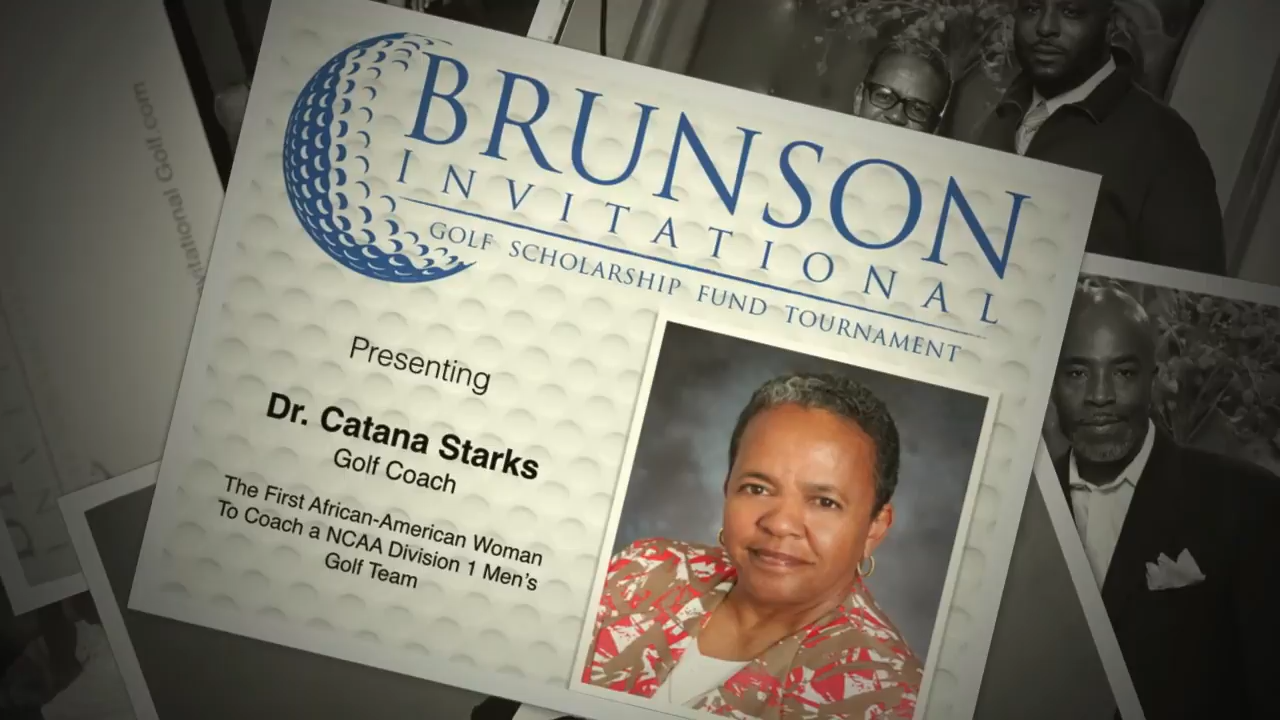 BRUNSON
INVITATIONAL
GOLF SCHOLARSHIP FUND TOURNAMENT
Presenting
Dr. Catana Starks
Golf Coach
The First African-American Woman
To Coach a NCAA Division 1 Men's
Golf Team
Golf.com